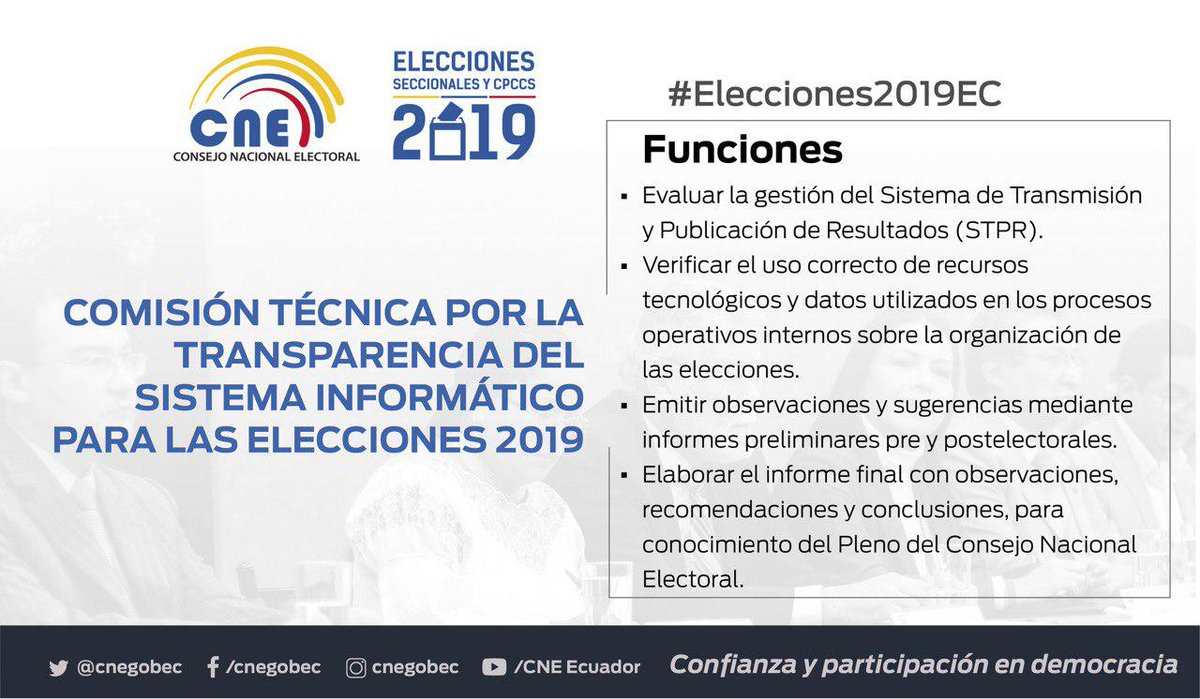 CNE
CONSEJO NACIONAL ELECTORAL
ELECCIONES
SECCIONALES Y CPCCS
2019
COMISIÓN TÉCNICA POR LA
TRANSPARENCIA DEL
SISTEMA INFORMÁTICO
PARA LAS ELECCIONES 2019
#Elecciones2019EC
Funciones
▪ Evaluar la gestión del Sistema de Transmisión
y Publicación de Resultados (STPR).
▪ Verificar el uso correcto de recursos
tecnológicos y datos utilizados en los procesos
operativos internos sobre la organización de
las elecciones.
▪ Emitir observaciones y sugerencias mediante
informes preliminares pre y postelectorales.
▪ Elaborar el informe final con observaciones,
recomendaciones y conclusiones, para
conocimiento del Pleno del Consejo Nacional
Electoral.
@cnegobec /cnegobec cnegobec /CNE Ecuador Confianza y participación en democracia